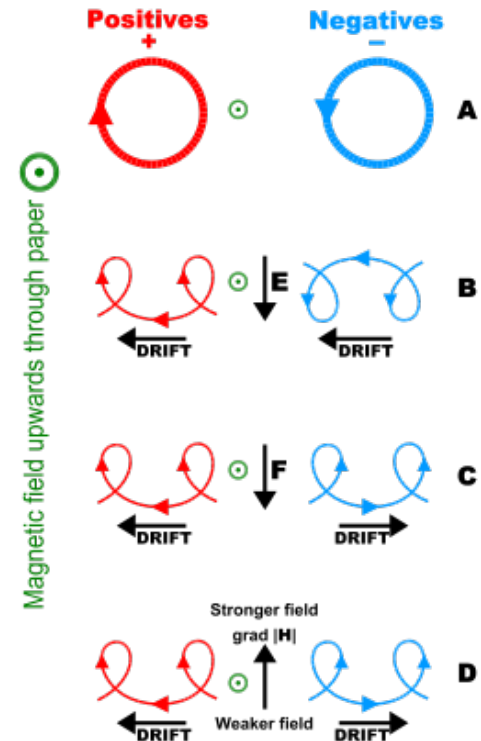 Positives
+
Negatives
–
A
Magnetic field upwards through paper
E
B
DRIFT
DRIFT
F
C
DRIFT
DRIFT
Stronger field
grad |H|
D
Weaker field
DRIFT
DRIFT